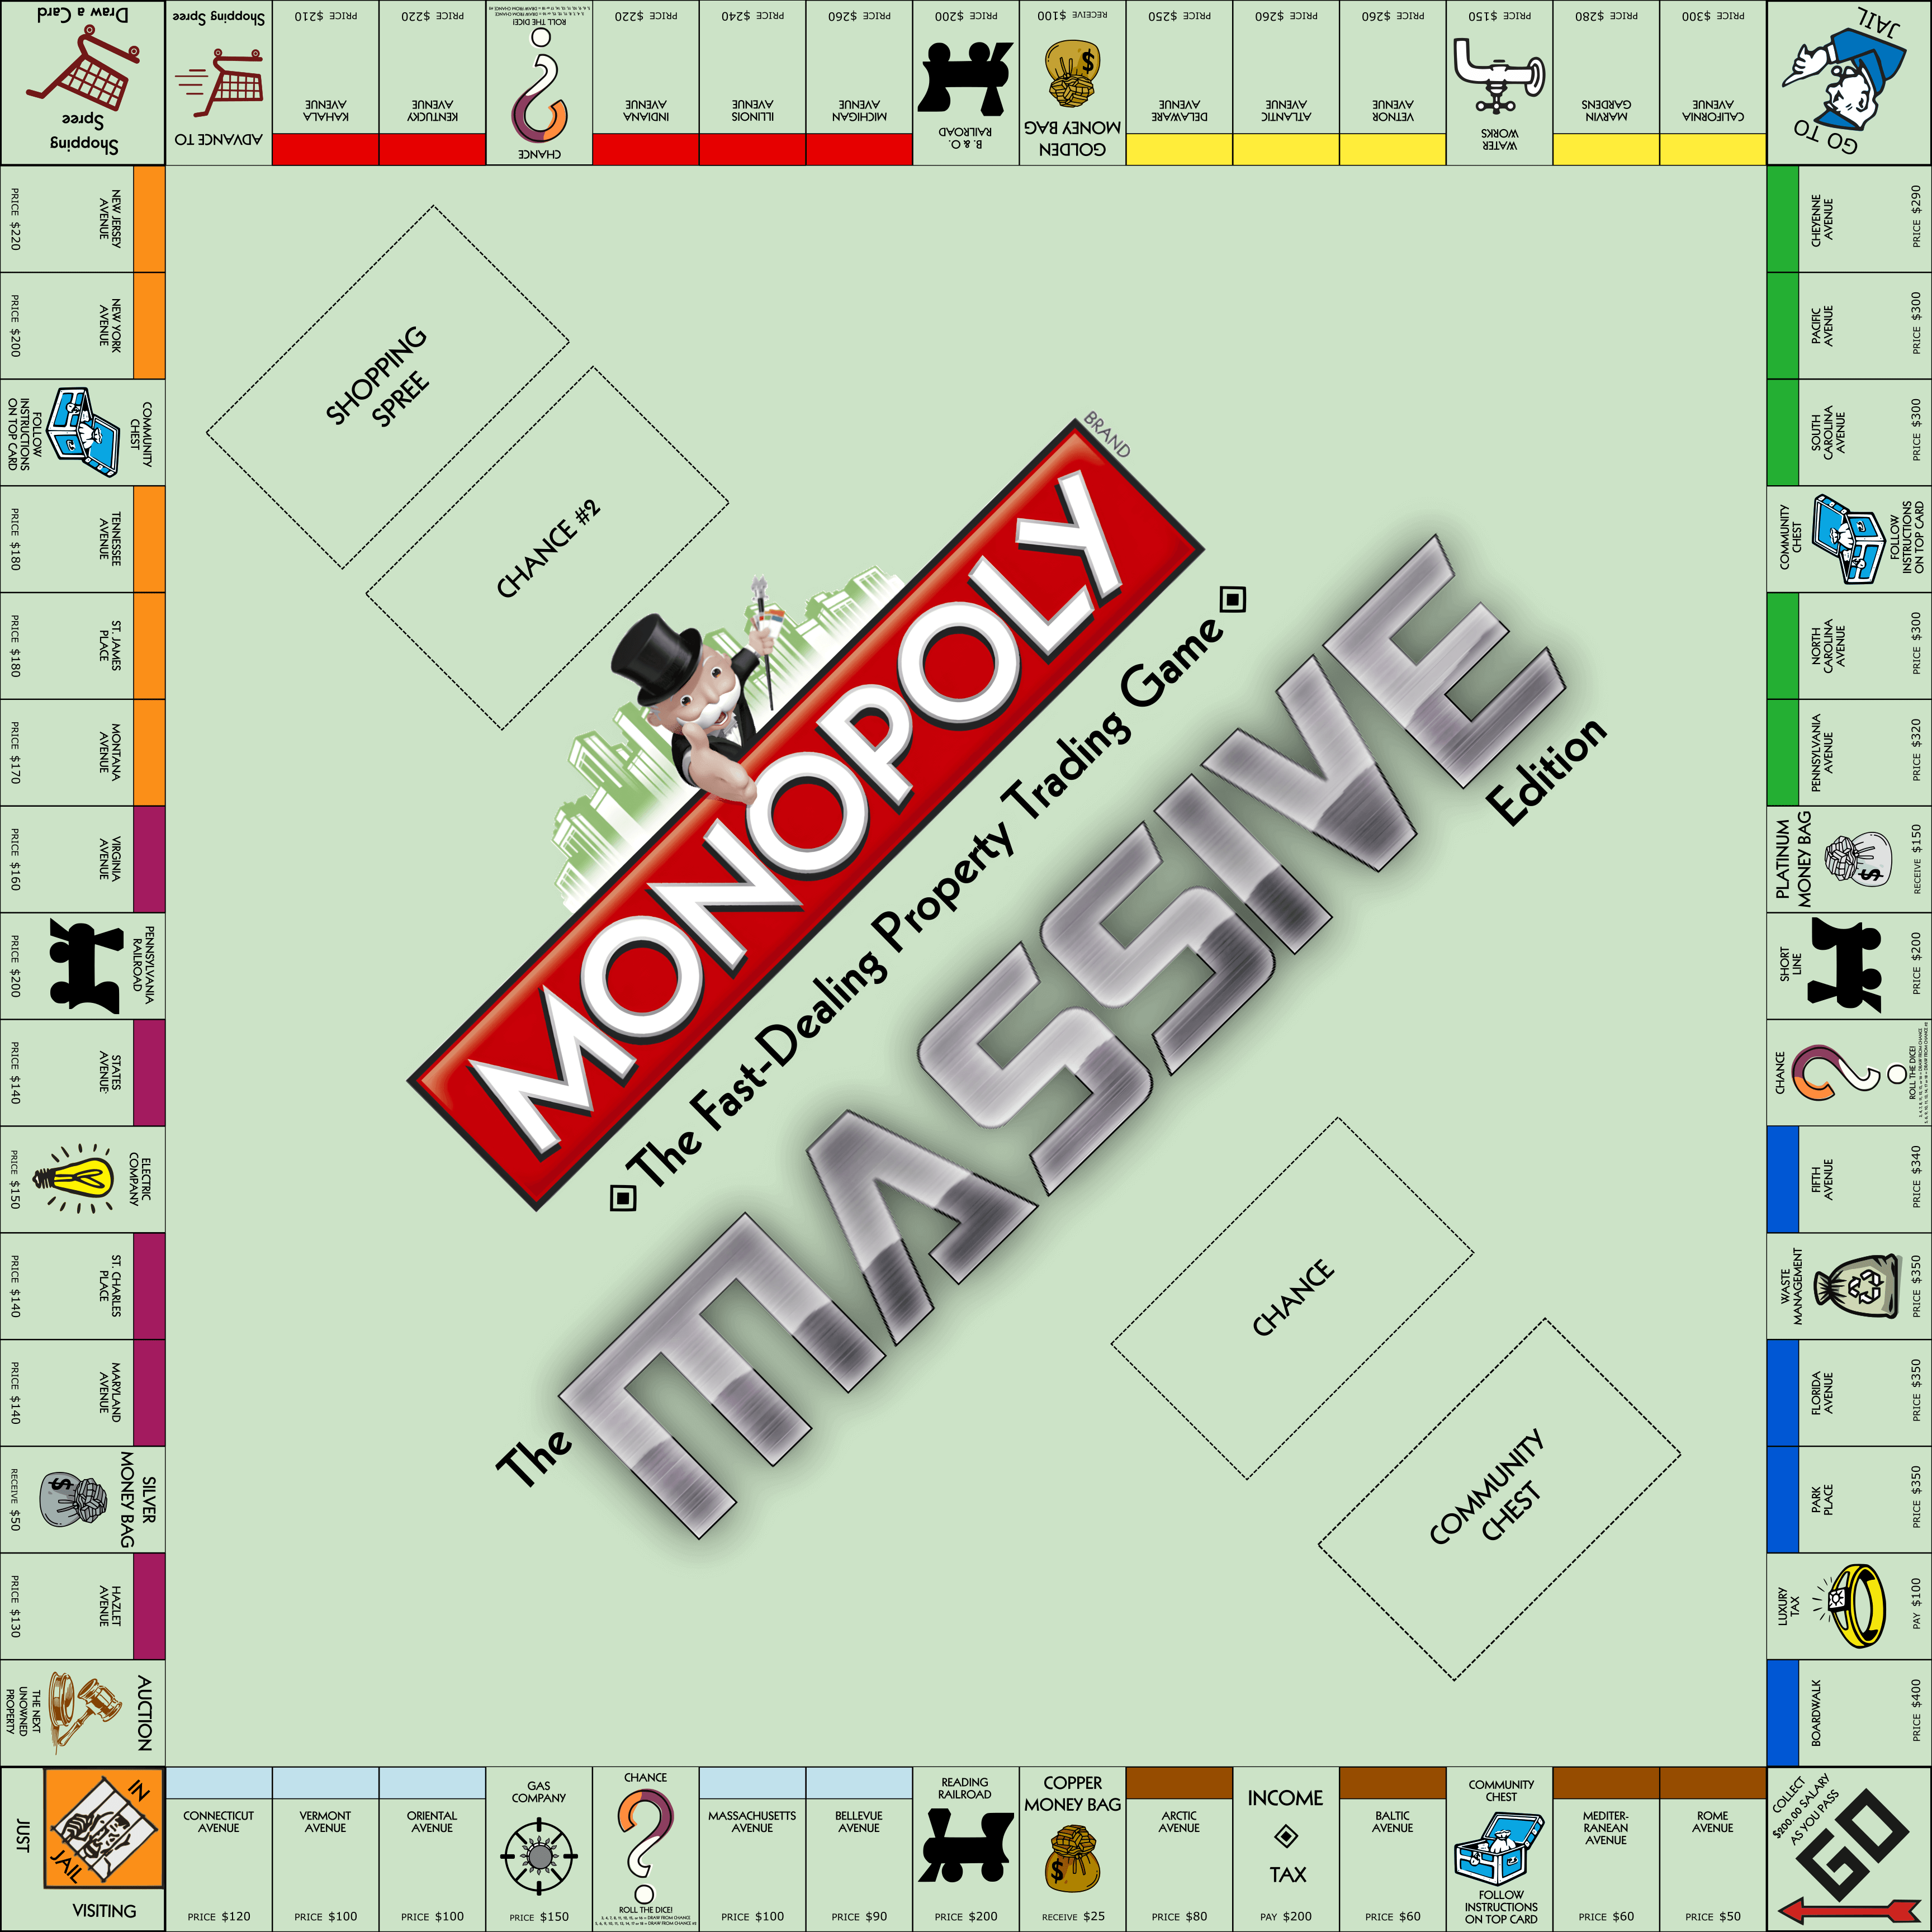 Draw a Card
Shopping
Spree
ADVANCE TO
Shopping Spree
KAHALA
AVENUE
PRICE $210
KENTUCKY
AVENUE
PRICE $220
CHANCE
ROLL THE DICE!
INDIANA
AVENUE
PRICE $220
ILLINOIS
AVENUE
PRICE $240
MICHIGAN
AVENUE
PRICE $260
B. & O.
RAILROAD
PRICE $200
GOLDEN
MONEY BAG
$
RECEIVE $100
DELAWARE
AVENUE
PRICE $250
ATLANTIC
AVENUE
PRICE $260
VETNOR
AVENUE
PRICE $260
WATER
WORKS
PRICE $150
MARVIN
GARDENS
PRICE $280
CALIFORNIA
AVENUE
PRICE $300
GO TO
JAIL
CHEYENNE
AVENUE
PRICE $290
PACIFIC
AVENUE
PRICE $300
SOUTH
CAROLINA
AVENUE
PRICE $300
COMMUNITY
CHEST
FOLLOW
INSTRUCTIONS
ON TOP CARD
NORTH
CAROLINA
AVENUE
PRICE $300
PENNSYLVANIA
AVENUE
PRICE $320
PLATINUM
MONEY BAG
$
RECEIVE $150
SHORT
LINE
PRICE $200
CHANCE
ROLL THE DICE!
FIFTH
AVENUE
PRICE $340
WASTE
MANAGEMENT
PRICE $350
FLORIDA
AVENUE
PRICE $350
PARK
PLACE
PRICE $350
LUXURY
TAX
PAY $100
BOARDWALK
PRICE $400
COLLECT
$200.00 SALARY
AS YOU PASS
GO
ROME
AVENUE
PRICE $50
MEDITER-
RANEAN
AVENUE
PRICE $60
COMMUNITY
CHEST
FOLLOW
INSTRUCTIONS
ON TOP CARD
BALTIC
AVENUE
PRICE $60
INCOME
TAX
PAY $200
ARCTIC
AVENUE
PRICE $80
COPPER
MONEY BAG
$
RECEIVE $25
READING
RAILROAD
PRICE $200
BELLEVUE
AVENUE
PRICE $90
MASSACHUSETTS
AVENUE
PRICE $100
CHANCE
ROLL THE DICE!
GAS
COMPANY
PRICE $150
ORIENTAL
AVENUE
PRICE $100
VERMONT
AVENUE
PRICE $100
CONNECTICUT
AVENUE
PRICE $120
IN
JAIL
JUST
VISITING
AUCTION
THE NEXT
UNOWNED
PROPERTY
HAZLET
AVENUE
PRICE $130
SILVER
MONEY BAG
$
RECEIVE $50
MARYLAND
AVENUE
PRICE $140
ST. CHARLES
PLACE
PRICE $140
ELECTRIC
COMPANY
PRICE $150
STATES
AVENUE
PRICE $140
PENNSYLVANIA
RAILROAD
PRICE $200
VIRGINIA
AVENUE
PRICE $160
MONTANA
AVENUE
PRICE $170
ST. JAMES
PLACE
PRICE $180
TENNESSEE
AVENUE
PRICE $180
COMMUNITY
CHEST
FOLLOW
INSTRUCTIONS
ON TOP CARD
NEW YORK
AVENUE
PRICE $200
NEW JERSEY
AVENUE
PRICE $220
SHOPPING
SPREE
CHANCE #2
BRAND
MONOPOLY
The Fast-Dealing Property Trading Game
The
MASSIVE
Edition
CHANCE
COMMUNITY
CHEST